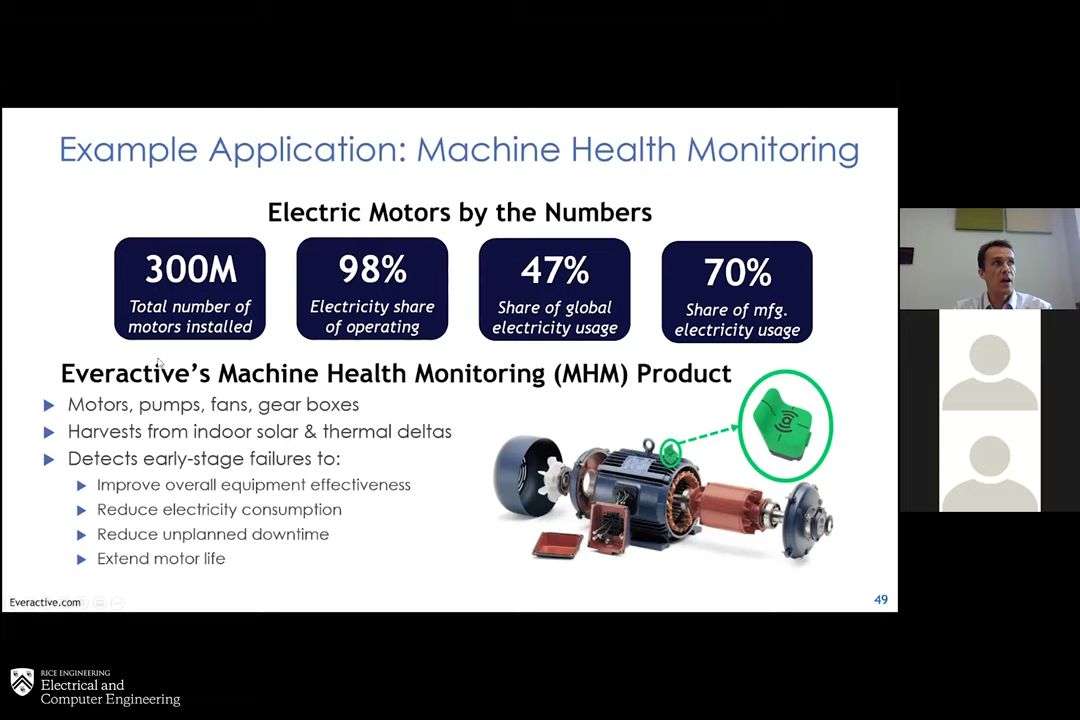 Example Application: Machine Health Monitoring
Electric Motors by the Numbers
300M
Total number of
motors installed
98%
Electricity share
of operating
47%
Share of global
electricity usage
70%
Share of mfg.
electricity usage
Everactive's Machine Health Monitoring (MHM) Product
Motors, pumps, fans, gear boxes
Harvests from indoor solar & thermal deltas
Detects early-stage failures to:
Improve overall equipment effectiveness
Reduce electricity consumption
Reduce unplanned downtime
Extend motor life
Everactive.com
49
RICE ENGINEERING
Electrical and
Computer Engineering